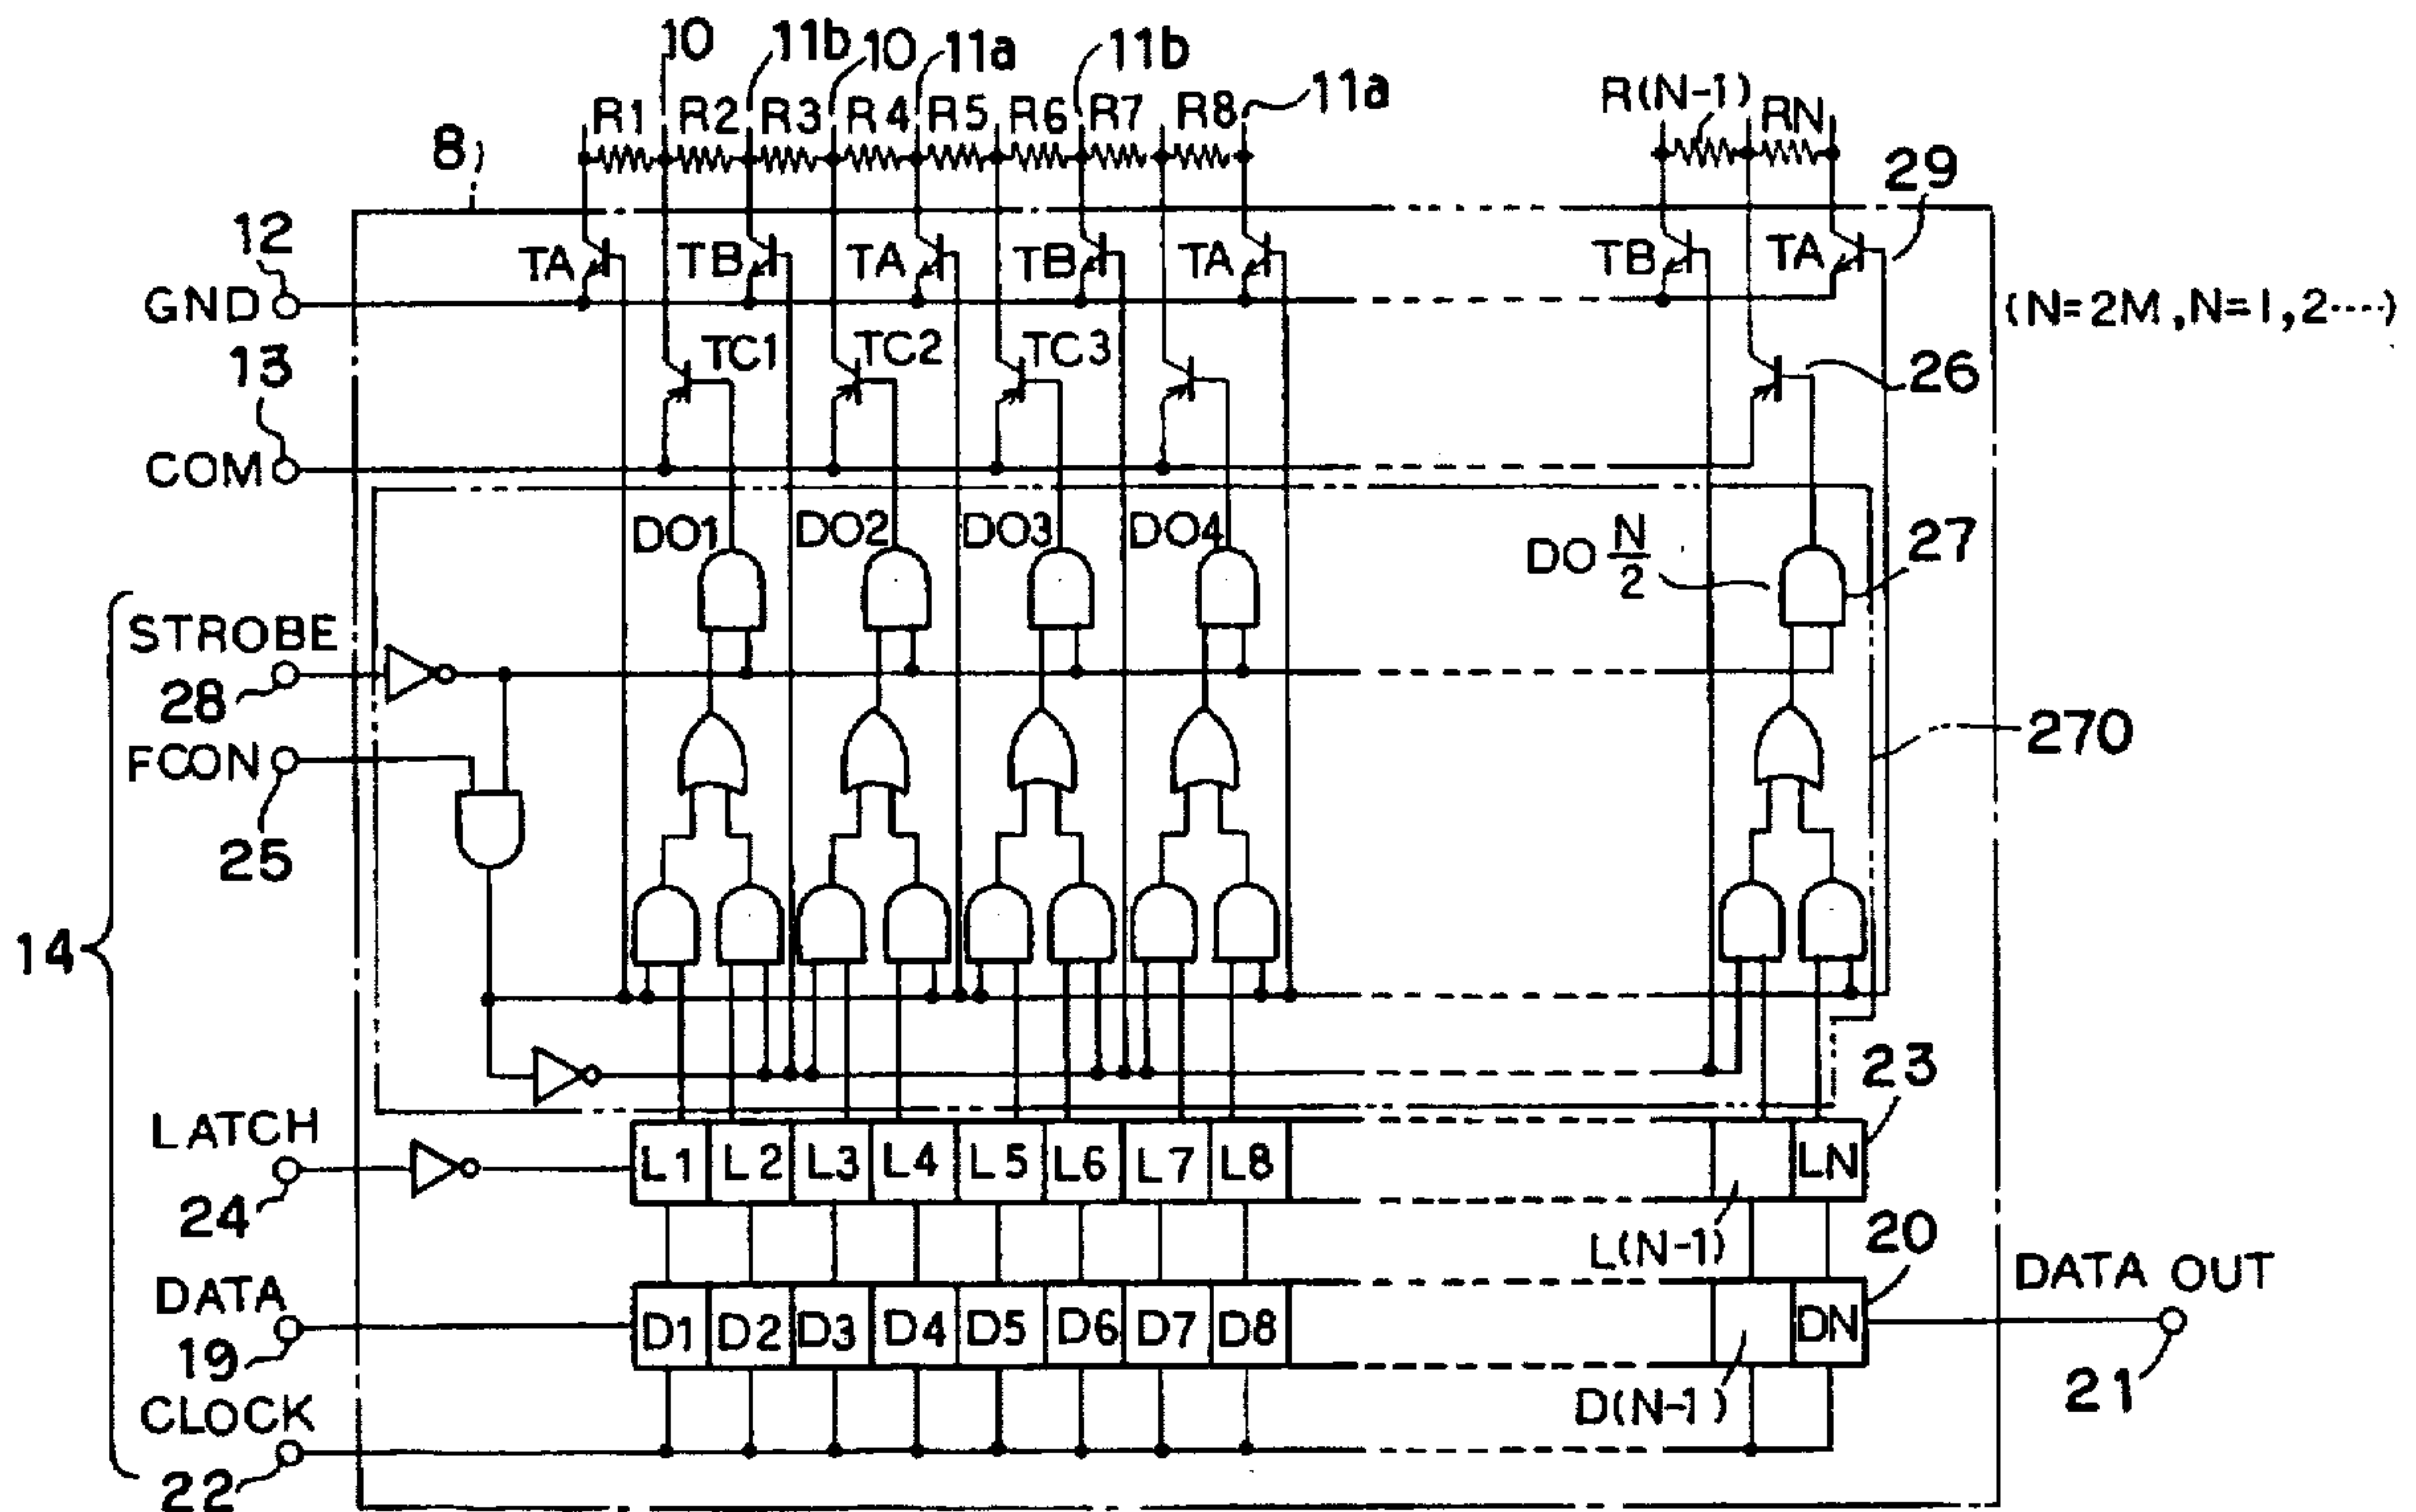 10 11b 10 11a 11b 11a
R1 R2 R3 R4 R5 R6 R7 R8 R(N-1) RN
8 29
12
TA TB TA TB TA TB TA
GND (N=2M,N=1,2····)
13
TC1 TC2 TC3 26
COM
DO1 DO2 DO3 DO4 DO N/2 27
STROBE
28
FCON 270
25
14
23
LATCH
L1 L2 L3 L4 L5 L6 L7 L8 LN
24
L(N-1) 20
DATA DATA OUT
D1 D2 D3 D4 D5 D6 D7 D8 DN
19
D(N-1) 21
CLOCK
22